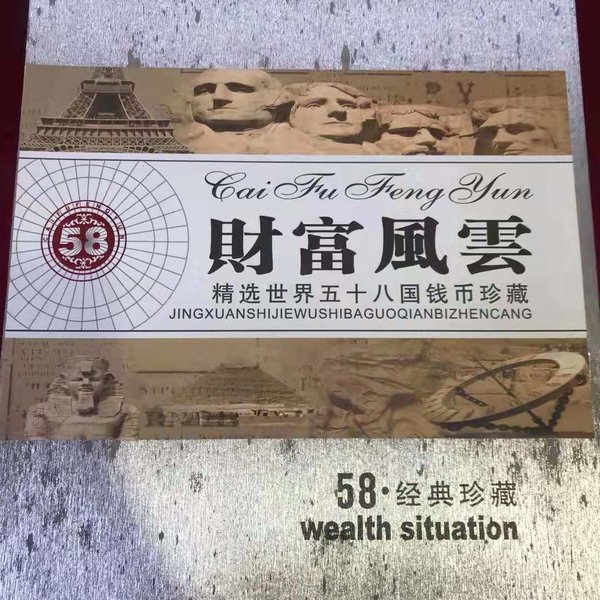 Cai Fu Feng Yun
58
財富風雲
精选世界五十八国钱币珍藏
JINGXUANSHIJIEWUSHIBAGUOQIANBIZHENCANG
58·经典珍藏
wealth situation